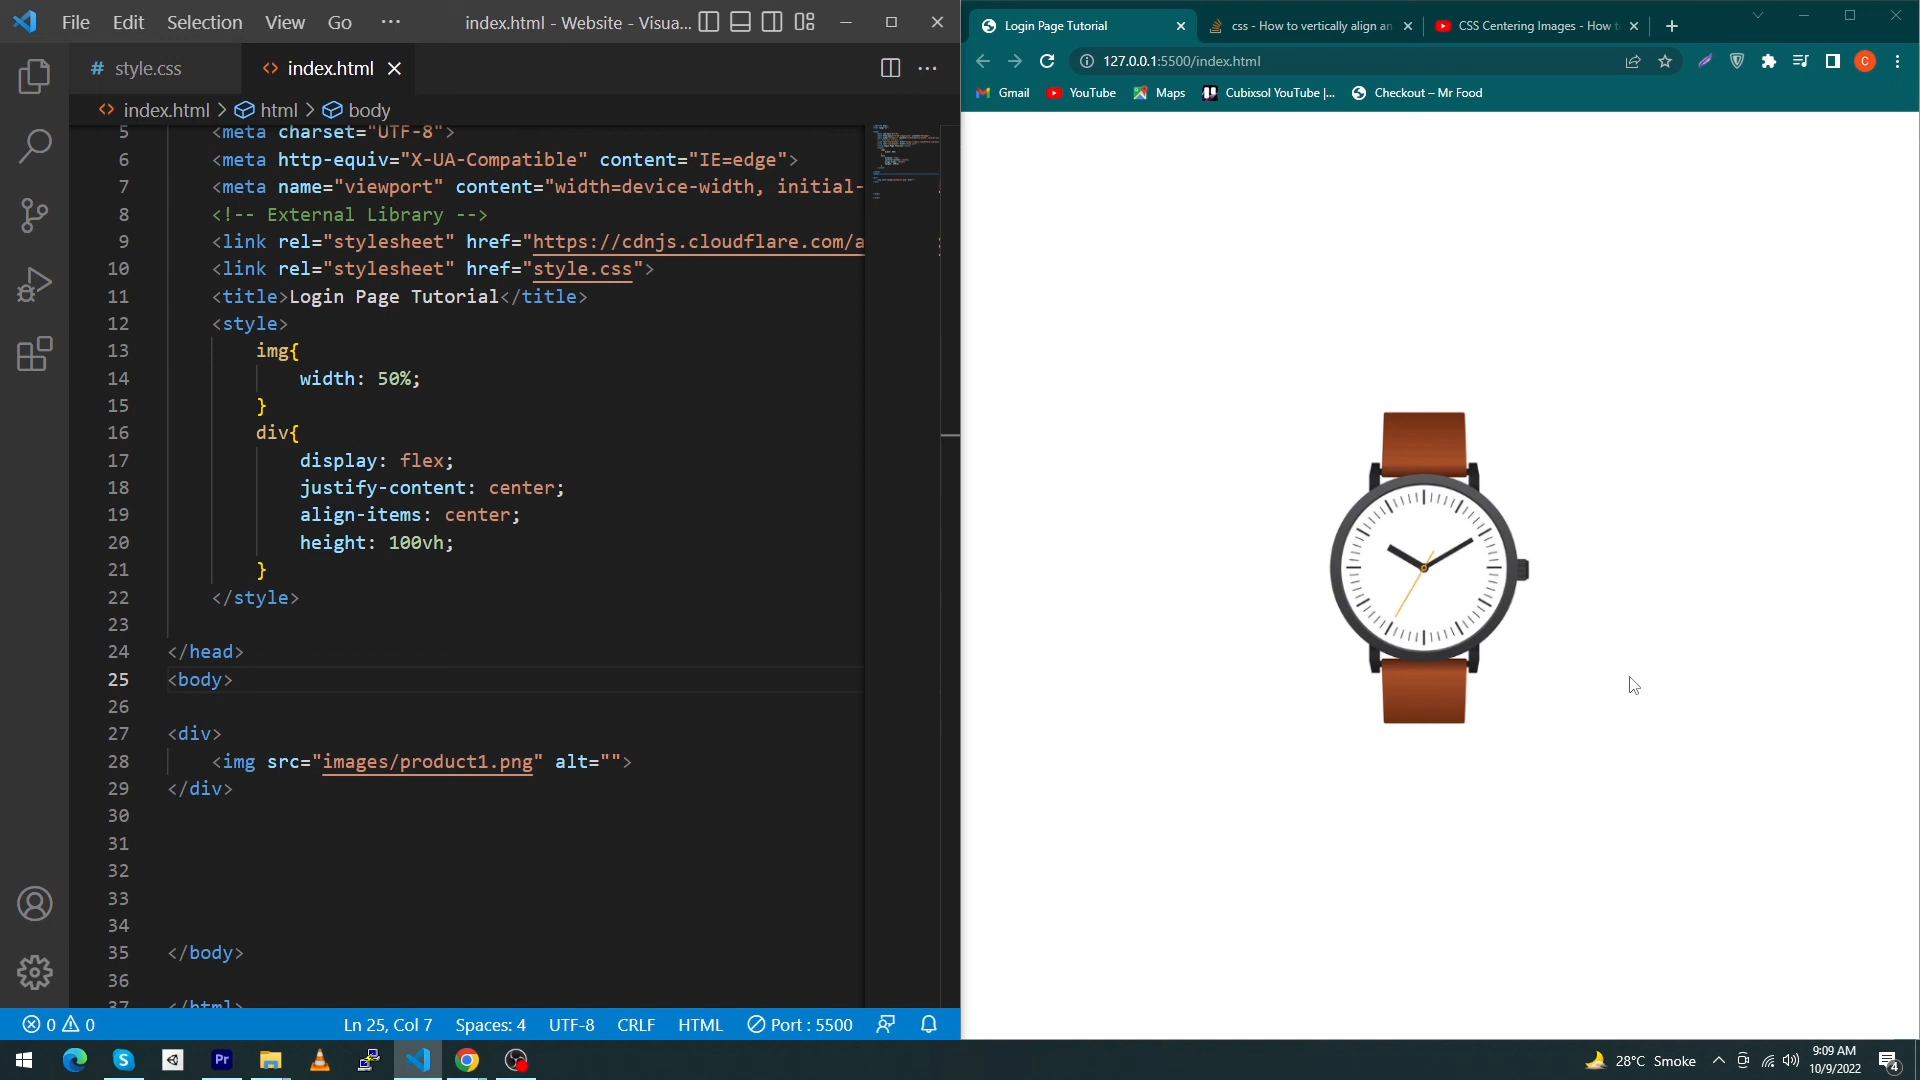 File Edit Selection View Go ··· index.html - Website - Visua...
# style.css <> index.html
<> index.html > html > body
5 <meta charset="UTF-8">
6 <meta http-equiv="X-UA-Compatible" content="IE=edge">
7 <meta name="viewport" content="width=device-width, initial-
8 <!-- External Library -->
9 <link rel="stylesheet" href="https://cdnjs.cloudflare.com/a
10 <link rel="stylesheet" href="style.css">
11 <title>Login Page Tutorial</title>
12 <style>
13 img{
14 width: 50%;
15 }
16 div{
17 display: flex;
18 justify-content: center;
19 align-items: center;
20 height: 100vh;
21 }
22 </style>
23
24 </head>
25 <body>
26
27 <div>
28 <img src="images/product1.png" alt="">
29 </div>
30
31
32
33
34
35 </body>
36
37 </html>
0 0 Ln 25, Col 7 Spaces: 4 UTF-8 CRLF HTML Port : 5500
Login Page Tutorial css - How to vertically align an CSS Centering Images - How t
127.0.0.1:5500/index.html C
Gmail YouTube Maps Cubixsol YouTube |... Checkout – Mr Food
S Pr 28°C Smoke 9:09 AM
10/9/2022 4